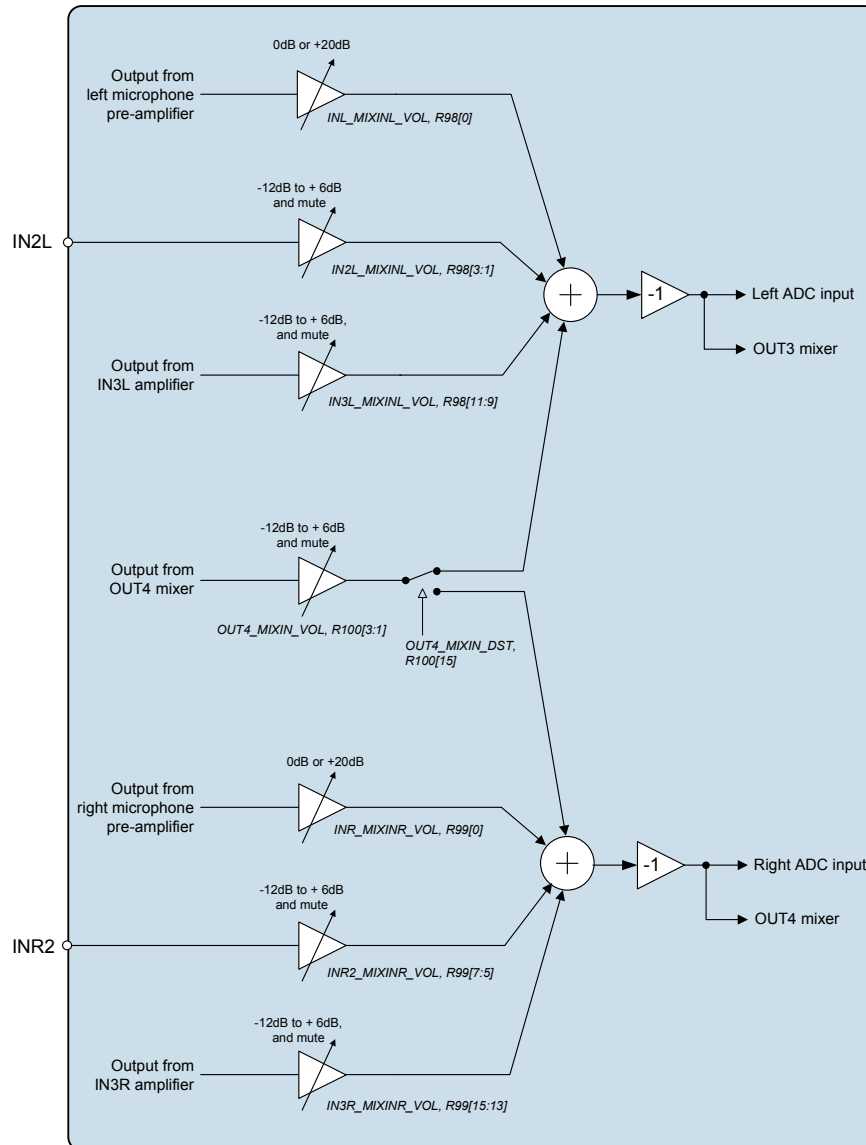 0dB or +20dB
Output from
left microphone
pre-amplifier
INL_MIXINL_VOL, R98[0]
-12dB to + 6dB
and mute
IN2L
IN2L_MIXINL_VOL, R98[3:1]
+
-1
Left ADC input
OUT3 mixer
-12dB to + 6dB,
and mute
Output from
IN3L amplifier
IN3L_MIXINL_VOL, R98[11:9]
-12dB to + 6dB
and mute
Output from
OUT4 mixer
OUT4_MIXIN_VOL, R100[3:1]
OUT4_MIXIN_DST,
R100[15]
0dB or +20dB
Output from
right microphone
pre-amplifier
INR_MIXINR_VOL, R99[0]
+
-1
Right ADC input
OUT4 mixer
-12dB to + 6dB
and mute
INR2
INR2_MIXINR_VOL, R99[7:5]
-12dB to + 6dB,
and mute
Output from
IN3R amplifier
IN3R_MIXINR_VOL, R99[15:13]